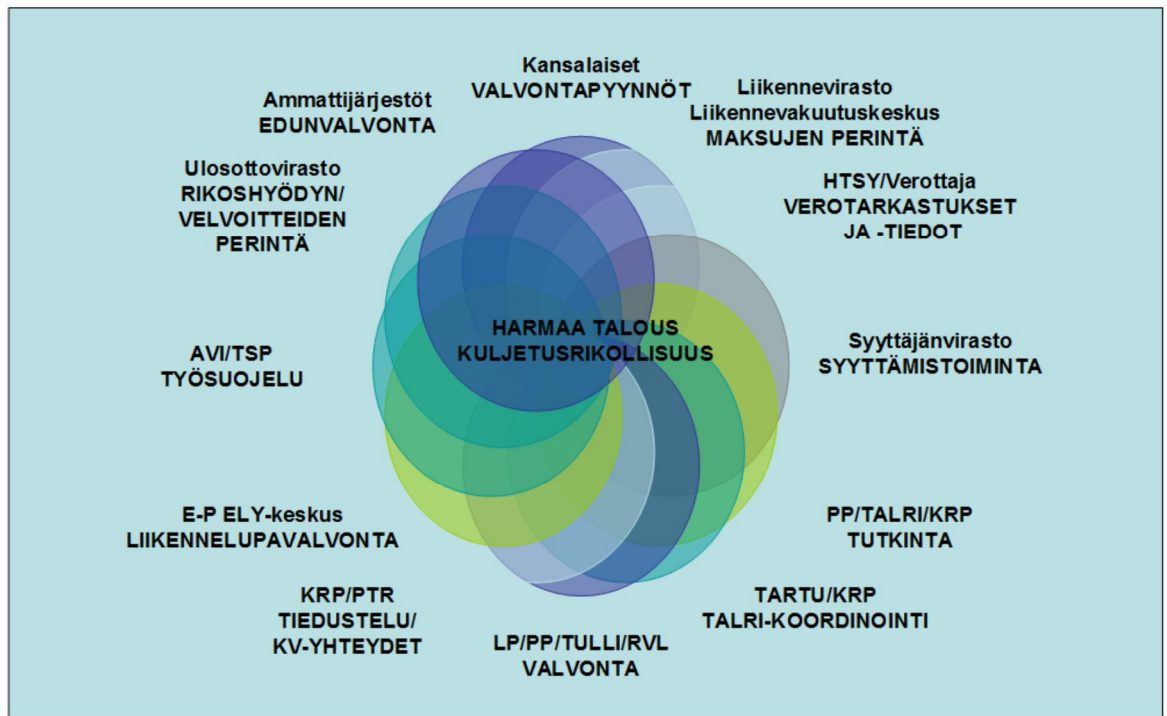 Kansalaiset
VALVONTAPYYNNÖT
Liikennevirasto
Liikennevakuutuskeskus
MAKSUJEN PERINTÄ
HTSY/Verottaja
VEROTARKASTUKSET
JA -TIEDOT
Syyttäjänvirasto
SYYTTÄMISTOIMINTA
PP/TALRI/KRP
TUTKINTA
TARTU/KRP
TALRI-KOORDINOINTI
LP/PP/TULLI/RVL
VALVONTA
KRP/PTR
TIEDUSTELU/
KV-YHTEYDET
E-P ELY-keskus
LIIKENNELUPAVALVONTA
AVI/TSP
TYÖSUOJELU
Ulosottovirasto
RIKOSHYÖDYN/
VELVOITTEIDEN
PERINTÄ
Ammattijärjestöt
EDUNVALVONTA
HARMAA TALOUS
KULJETUSRIKOLLISUUS